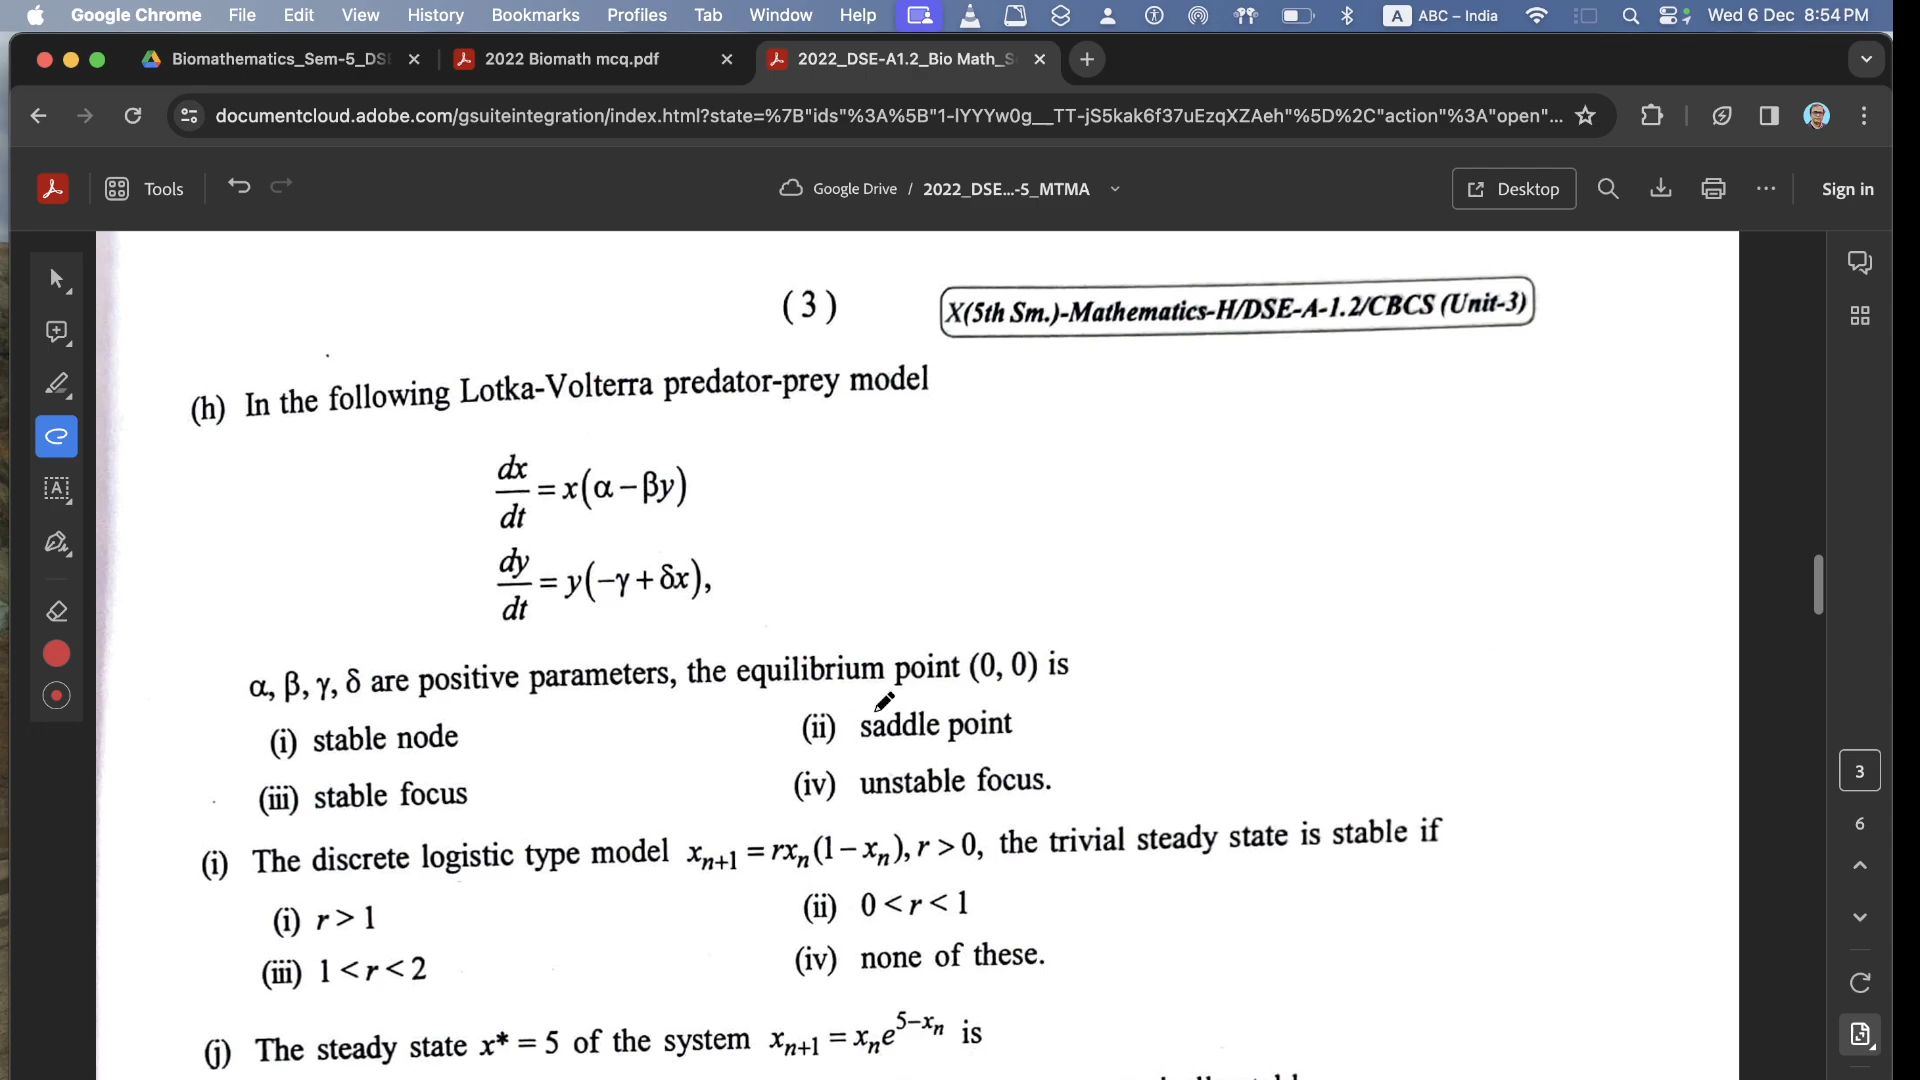 Google Chrome File Edit View History Bookmarks Profiles Tab Window Help A ABC – India Wed 6 Dec 8:54 PM
Biomathematics_Sem-5_DS 2022 Biomath mcq.pdf 2022_DSE-A1.2_Bio Math_S
documentcloud.adobe.com/gsuiteintegration/index.html?state=%7B"ids"%3A%5B"1-lYYYw0g__TT-jS5kak6f37uEzqXZAeh"%5D%2C"action"%3A"open"...
Tools Google Drive / 2022_DSE...-5_MTMA Desktop Sign in
(3) X(5th Sm.)-Mathematics-H/DSE-A-1.2/CBCS (Unit-3)
(h) In the following Lotka-Volterra predator-prey model
dx/dt = x(α – βy)
dy/dt = y(–γ + δx),
α, β, γ, δ are positive parameters, the equilibrium point (0, 0) is
(i) stable node (ii) saddle point
(iii) stable focus (iv) unstable focus.
(i) The discrete logistic type model xₙ₊₁ = rxₙ(1 – xₙ), r > 0, the trivial steady state is stable if
(i) r > 1 (ii) 0 < r < 1
(iii) 1 < r < 2 (iv) none of these.
(j) The steady state x* = 5 of the system xₙ₊₁ = xₙe^(5–xₙ) is
3
6